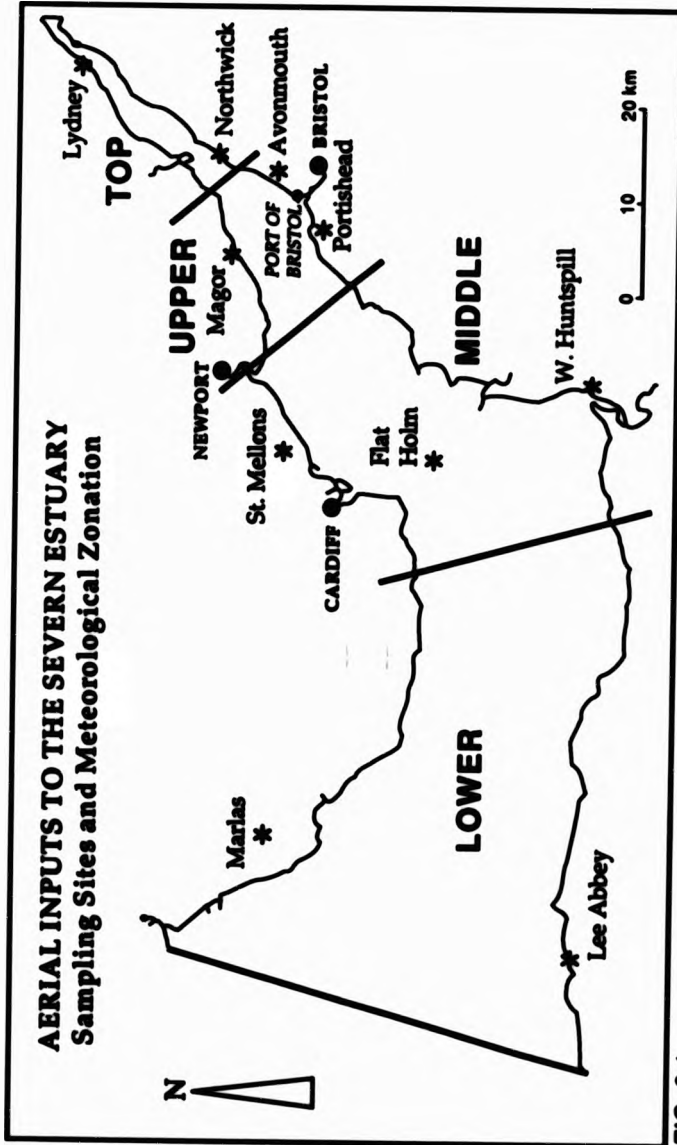 AERIAL INPUTS TO THE SEVERN ESTUARY
Sampling Sites and Meteorological Zonation
N
Lydney
TOP
Northwick
UPPER
Magor
Avonmouth
PORT OF
BRISTOL
BRISTOL
Portishead
NEWPORT
St. Mellons
CARDIFF
Flat
Holm
MIDDLE
W. Huntspill
Marlas
LOWER
Lee Abbey
0 10 20 km